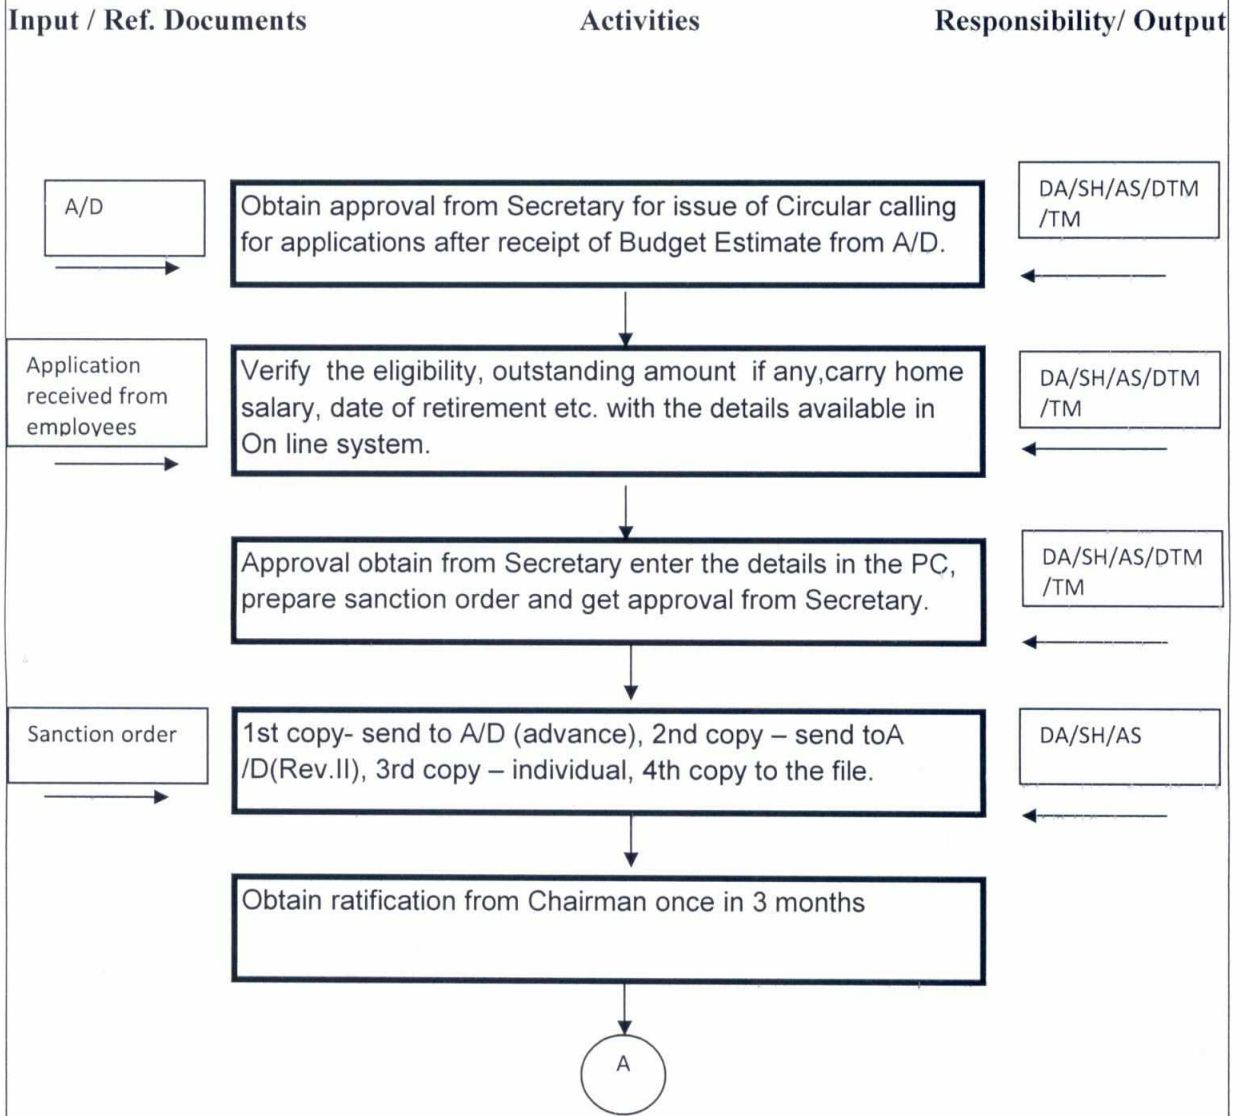 Input / Ref. Documents Activities Responsibility/ Output
A/D
Obtain approval from Secretary for issue of Circular calling
for applications after receipt of Budget Estimate from A/D.
DA/SH/AS/DTM
/TM
Application
received from
employees
Verify the eligibility, outstanding amount if any,carry home
salary, date of retirement etc. with the details available in
On line system.
DA/SH/AS/DTM
/TM
Approval obtain from Secretary enter the details in the PC,
prepare sanction order and get approval from Secretary.
DA/SH/AS/DTM
/TM
Sanction order
1st copy- send to A/D (advance), 2nd copy – send toA
/D(Rev.II), 3rd copy – individual, 4th copy to the file.
DA/SH/AS
Obtain ratification from Chairman once in 3 months
A